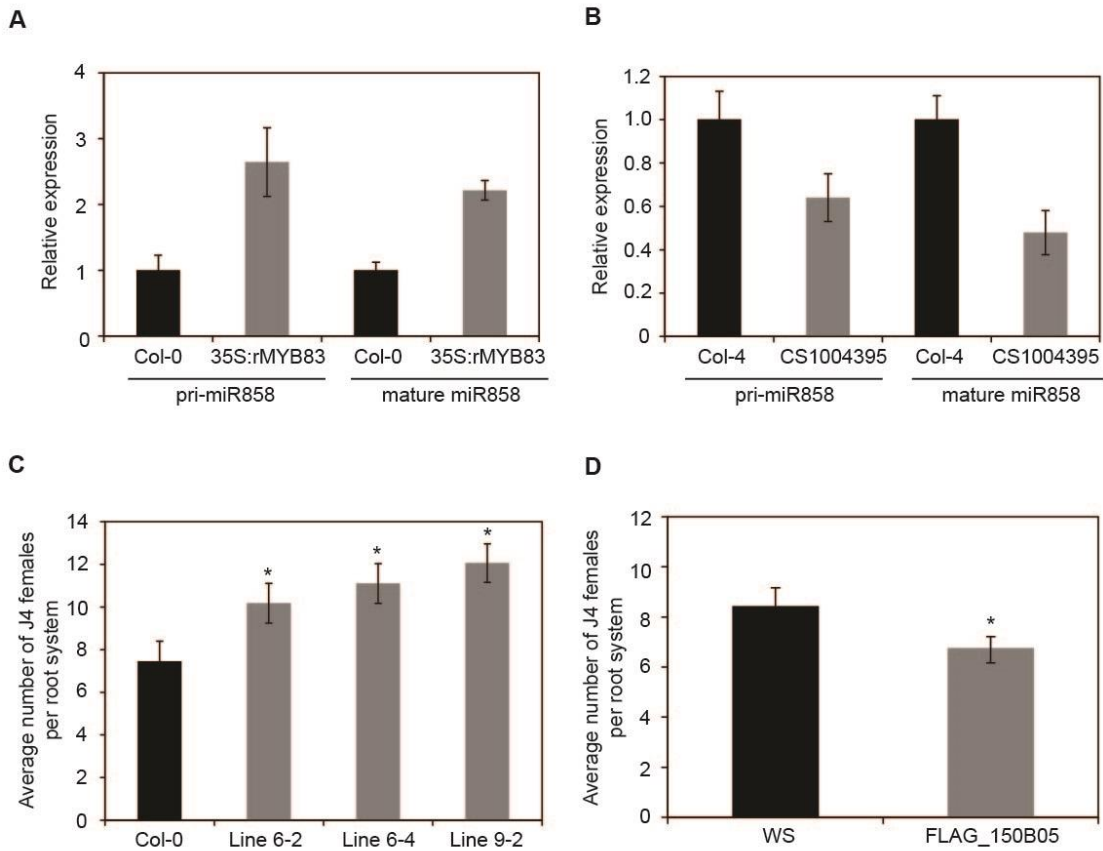 A
Relative expression
4
3
2
1
0
Col-0 35S:rMYB83 Col-0 35S:rMYB83
pri-miR858 mature miR858
B
Relative expression
1.2
1.0
0.8
0.6
0.4
0.2
0
Col-4 CS1004395 Col-4 CS1004395
pri-miR858 mature miR858
C
Average number of J4 females
per root system
14
12
10
8
6
4
2
0
* * *
Col-0 Line 6-2 Line 6-4 Line 9-2
D
Average number of J4 females
per root system
12
10
8
6
4
2
0
*
WS FLAG_150B05